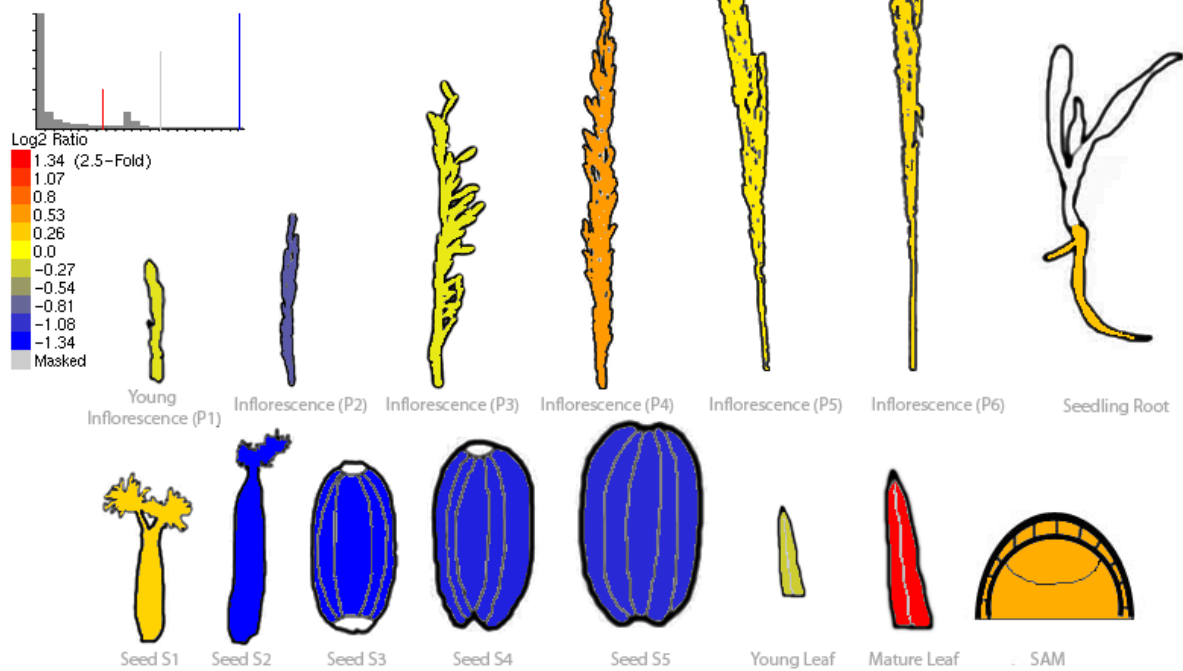 Log2 Ratio
1.34 (2.5-Fold)
1.07
0.8
0.53
0.26
0.0
-0.27
-0.54
-0.81
-1.08
-1.34
Masked
Young
Inflorescence (P1)
Inflorescence (P2)
Inflorescence (P3)
Inflorescence (P4)
Inflorescence (P5)
Inflorescence (P6)
Seedling Root
Seed S1
Seed S2
Seed S3
Seed S4
Seed S5
Young Leaf
Mature Leaf
SAM